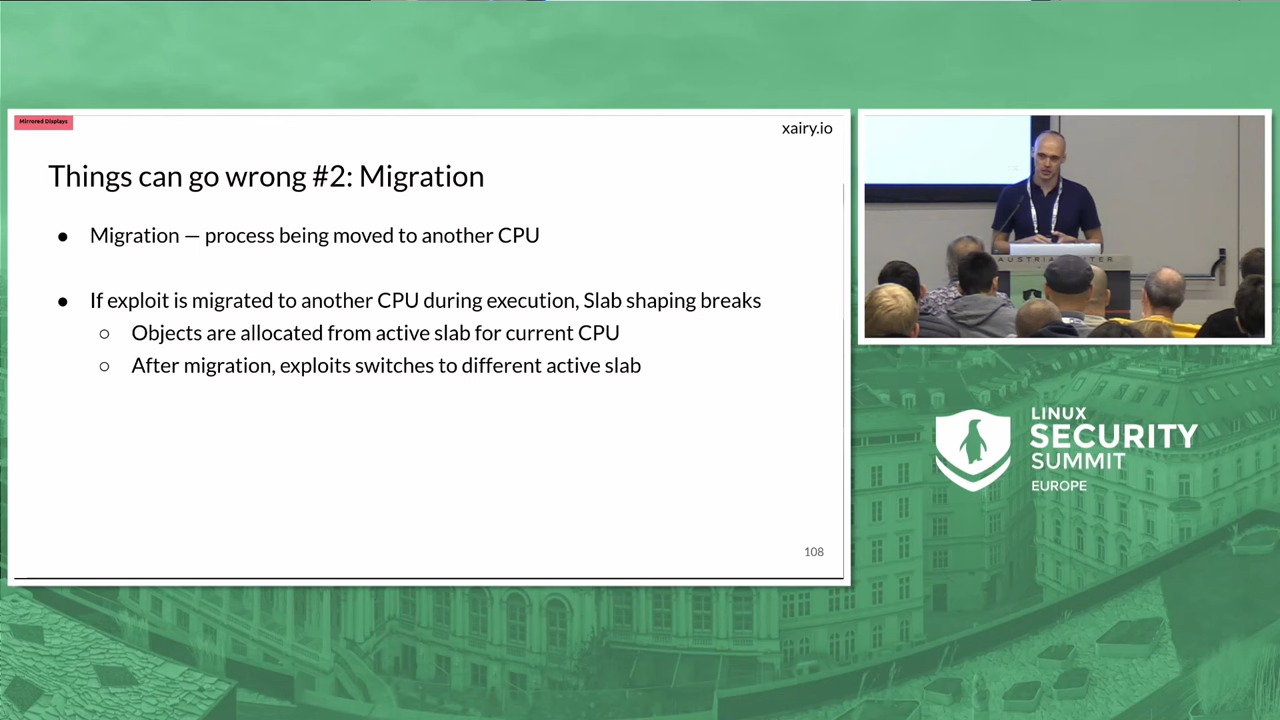 Mirrored Displays
xairy.io
Things can go wrong #2: Migration
● Migration — process being moved to another CPU
● If exploit is migrated to another CPU during execution, Slab shaping breaks
○ Objects are allocated from active slab for current CPU
○ After migration, exploits switches to different active slab
108
AUSTRIA CENTER
LINUX
SECURITY
SUMMIT
EUROPE